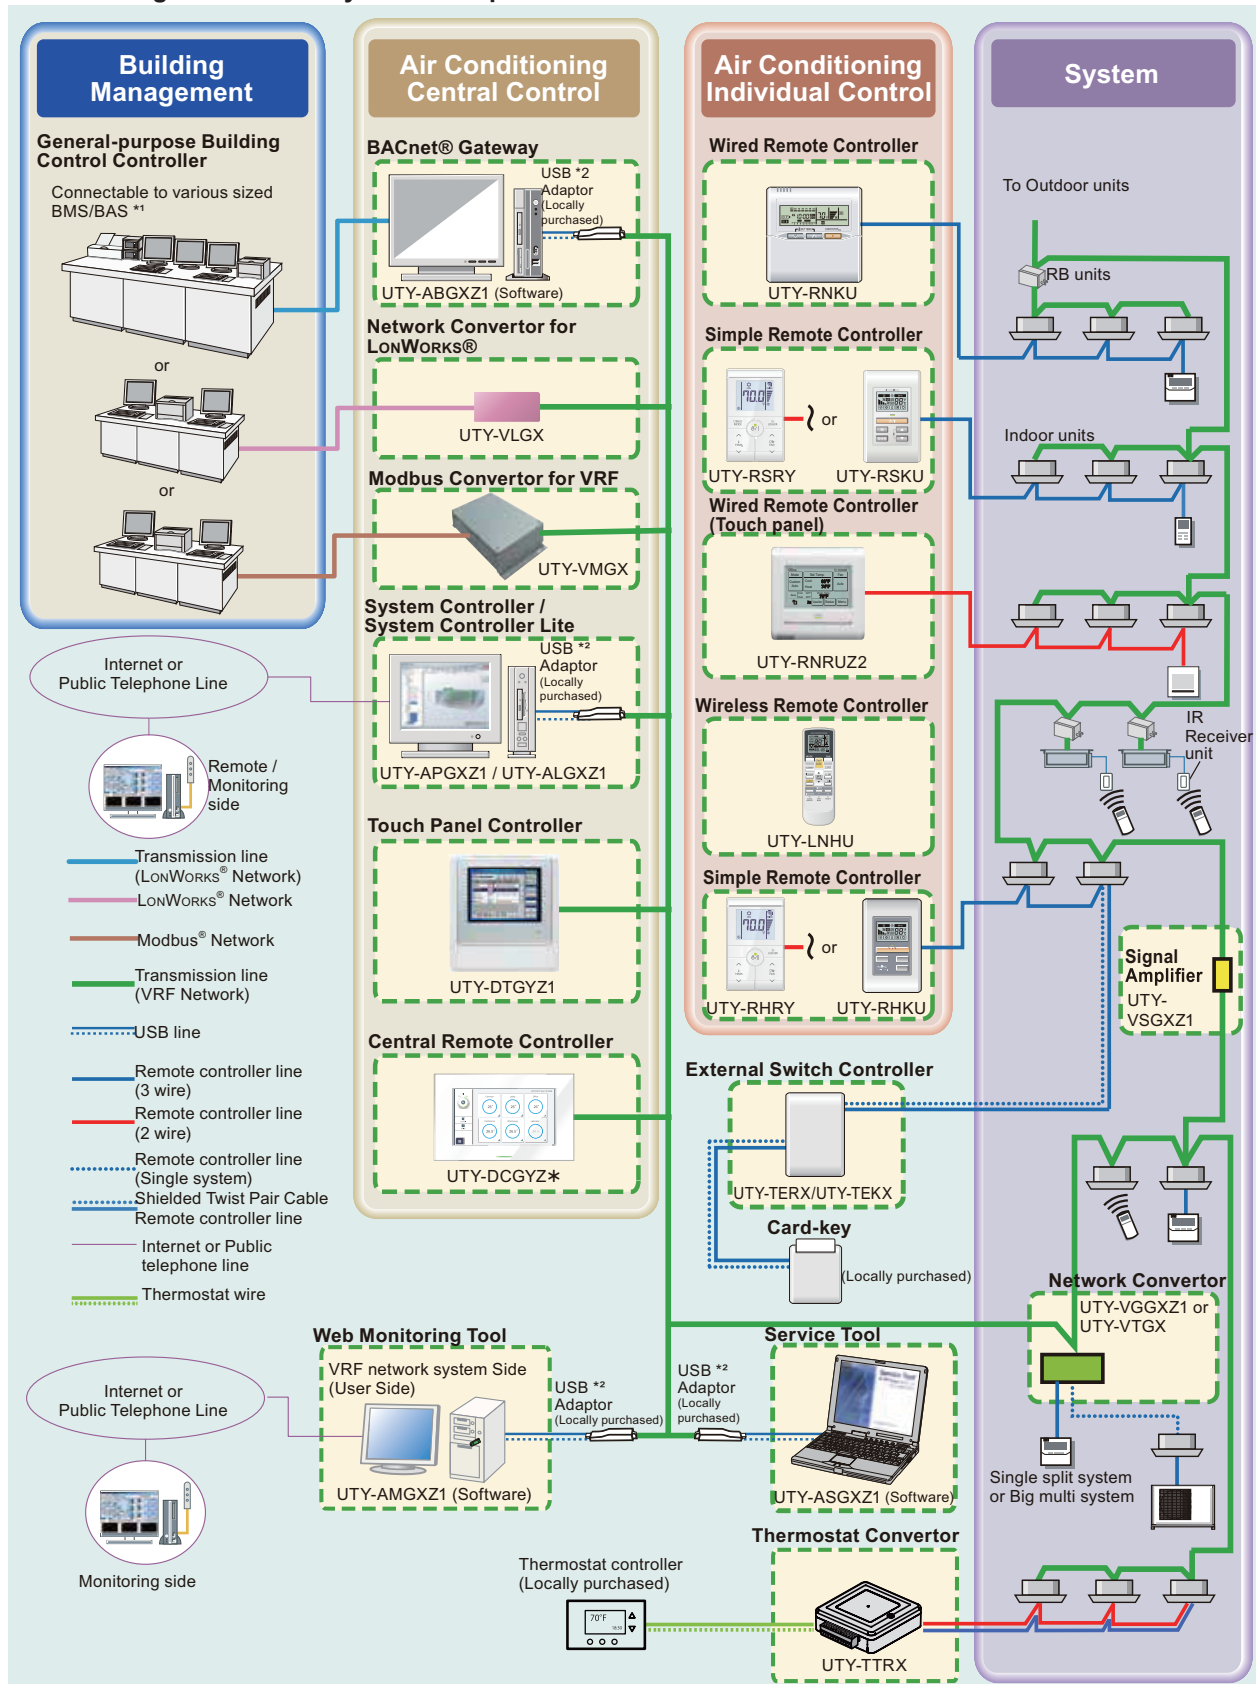 Building
Management
General-purpose Building
Control Controller
Connectable to various sized
BMS/BAS *1
or
or
Internet or
Public Telephone Line
Remote /
Monitoring
side
Transmission line
(LONWORKS® Network)
LONWORKS® Network
Modbus® Network
Transmission line
(VRF Network)
USB line
Remote controller line
(3 wire)
Remote controller line
(2 wire)
Remote controller line
(Single system)
Shielded Twist Pair Cable
Remote controller line
Internet or Public
telephone line
Thermostat wire
Internet or
Public Telephone Line
Monitoring side
Air Conditioning
Central Control
BACnet® Gateway
USB *2
Adaptor
(Locally
purchased)
UTY-ABGXZ1 (Software)
Network Convertor for
LONWORKS®
UTY-VLGX
Modbus Convertor for VRF
UTY-VMGX
System Controller /
System Controller Lite
USB *2
Adaptor
(Locally
purchased)
UTY-APGXZ1 / UTY-ALGXZ1
Touch Panel Controller
UTY-DTGYZ1
Central Remote Controller
UTY-DCGYZ*
Web Monitoring Tool
VRF network system Side
(User Side)
USB *2
Adaptor
(Locally purchased)
UTY-AMGXZ1 (Software)
Air Conditioning
Individual Control
Wired Remote Controller
UTY-RNKU
Simple Remote Controller
70.0
or
UTY-RSRY
UTY-RSKU
Wired Remote Controller
(Touch panel)
UTY-RNRUZ2
Wireless Remote Controller
UTY-LNHU
Simple Remote Controller
70.0
or
UTY-RHRY
UTY-RHKU
External Switch Controller
UTY-TERX/UTY-TEKX
Card-key
(Locally purchased)
Service Tool
USB *2
Adaptor
(Locally
purchased)
UTY-ASGXZ1 (Software)
Thermostat Convertor
Thermostat controller
(Locally purchased)
70°F
UTY-TTRX
System
To Outdoor units
RB units
Indoor units
IR
Receiver
unit
Signal
Amplifier
UTY-
VSGXZ1
Network Convertor
UTY-VGGXZ1 or
UTY-VTGX
Single split system
or Big multi system